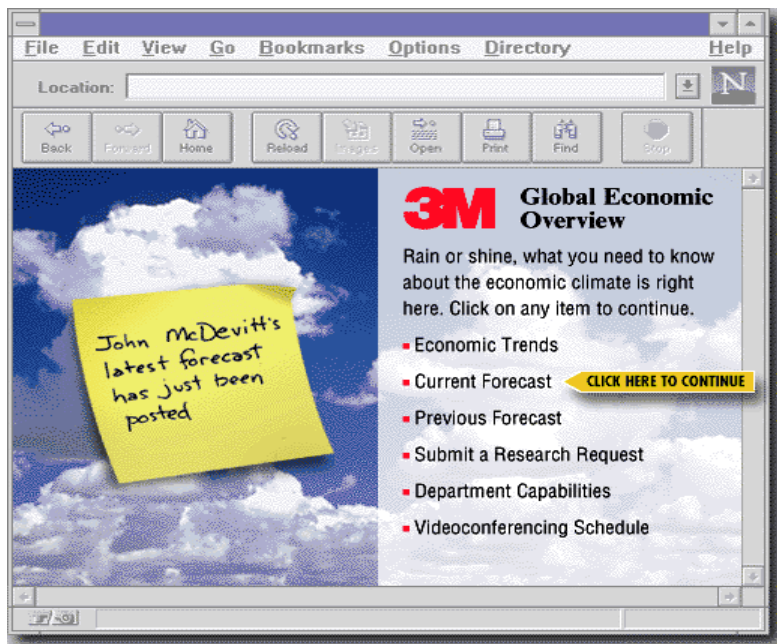 File Edit View Go Bookmarks Options Directory Help
Location:
N
Back Forward Home Reload Images Open Print Find Stop
John McDevitt's
latest forecast
has just been
posted
3M Global Economic
Overview
Rain or shine, what you need to know
about the economic climate is right
here. Click on any item to continue.
Economic Trends
Current Forecast CLICK HERE TO CONTINUE
Previous Forecast
Submit a Research Request
Department Capabilities
Videoconferencing Schedule